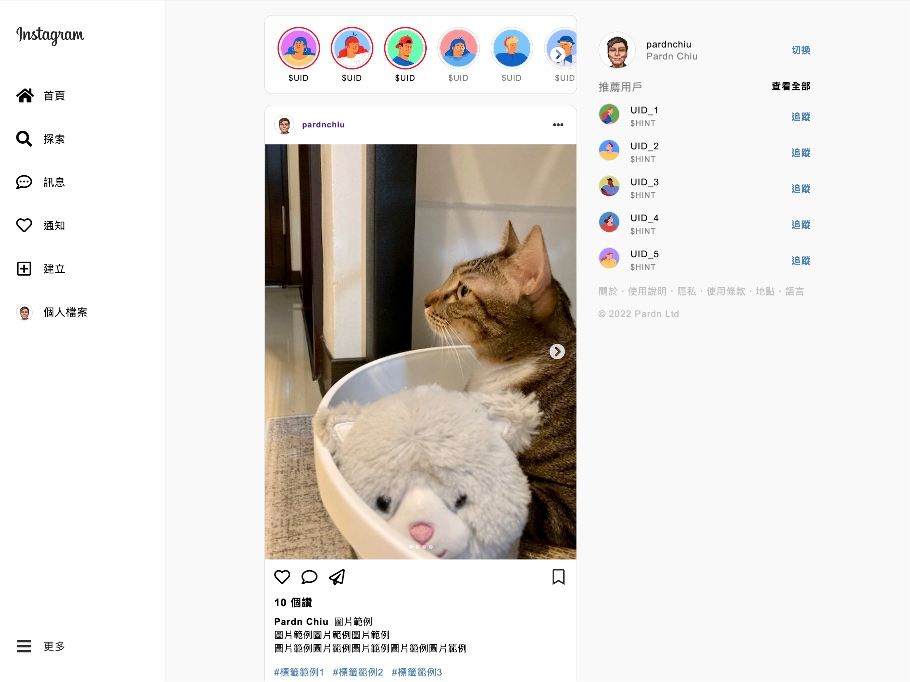 Instagram
首頁
探索
訊息
通知
建立
個人檔案
更多
$UID $UID $UID $UID $UID $UID
pardnchiu
10 個讚
Pardn Chiu 圖片範例
圖片範例圖片範例圖片範例
圖片範例圖片範例圖片範例圖片範例圖片範例
#標籤範例1 #標籤範例2 #標籤範例3
pardnchiu
Pardn Chiu
切換
推薦用戶 查看全部
UID_1
$HINT
追蹤
UID_2
$HINT
追蹤
UID_3
$HINT
追蹤
UID_4
$HINT
追蹤
UID_5
$HINT
追蹤
關於・使用說明・隱私・使用條款・地點・語言
© 2022 Pardn Ltd